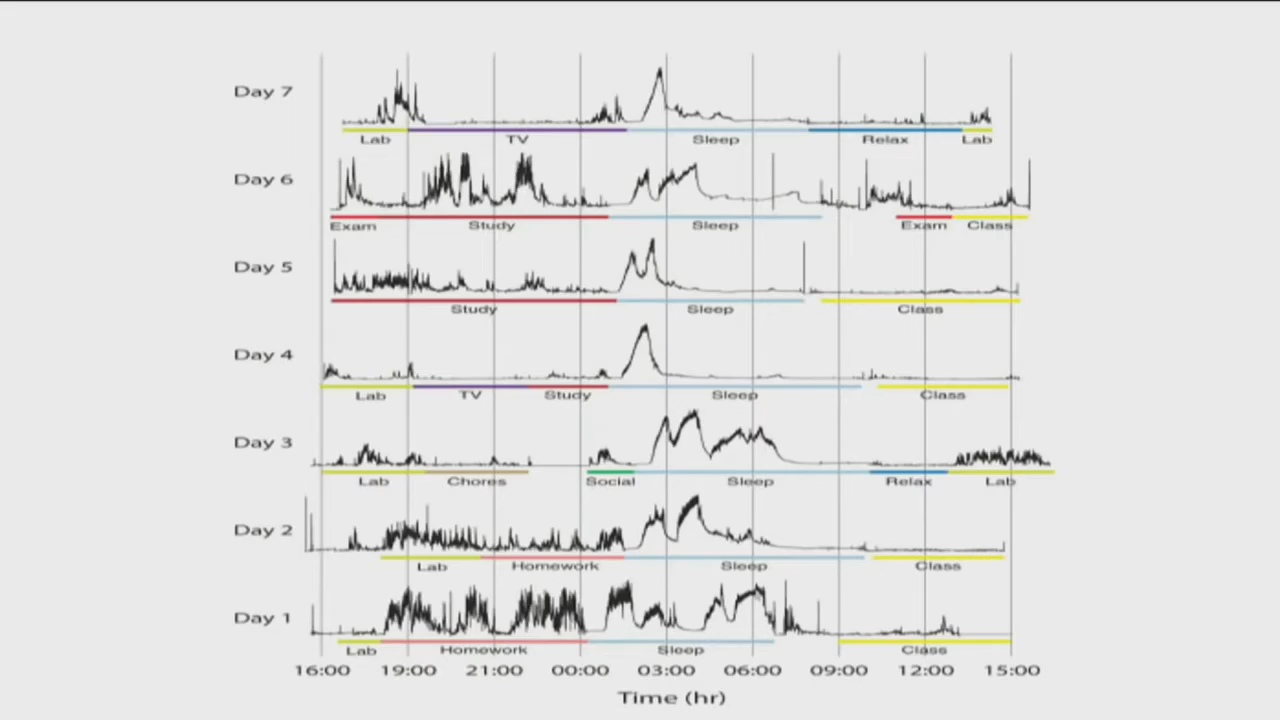 Day 7
Lab TV Sleep Relax Lab
Day 6
Exam Study Sleep Exam Class
Day 5
Study Sleep Class
Day 4
Lab TV Study Sleep Class
Day 3
Lab Chores Social Sleep Relax Lab
Day 2
Lab Homework Sleep Class
Day 1
Lab Homework Sleep Class
16:00 19:00 21:00 00:00 03:00 06:00 09:00 12:00 15:00
Time (hr)